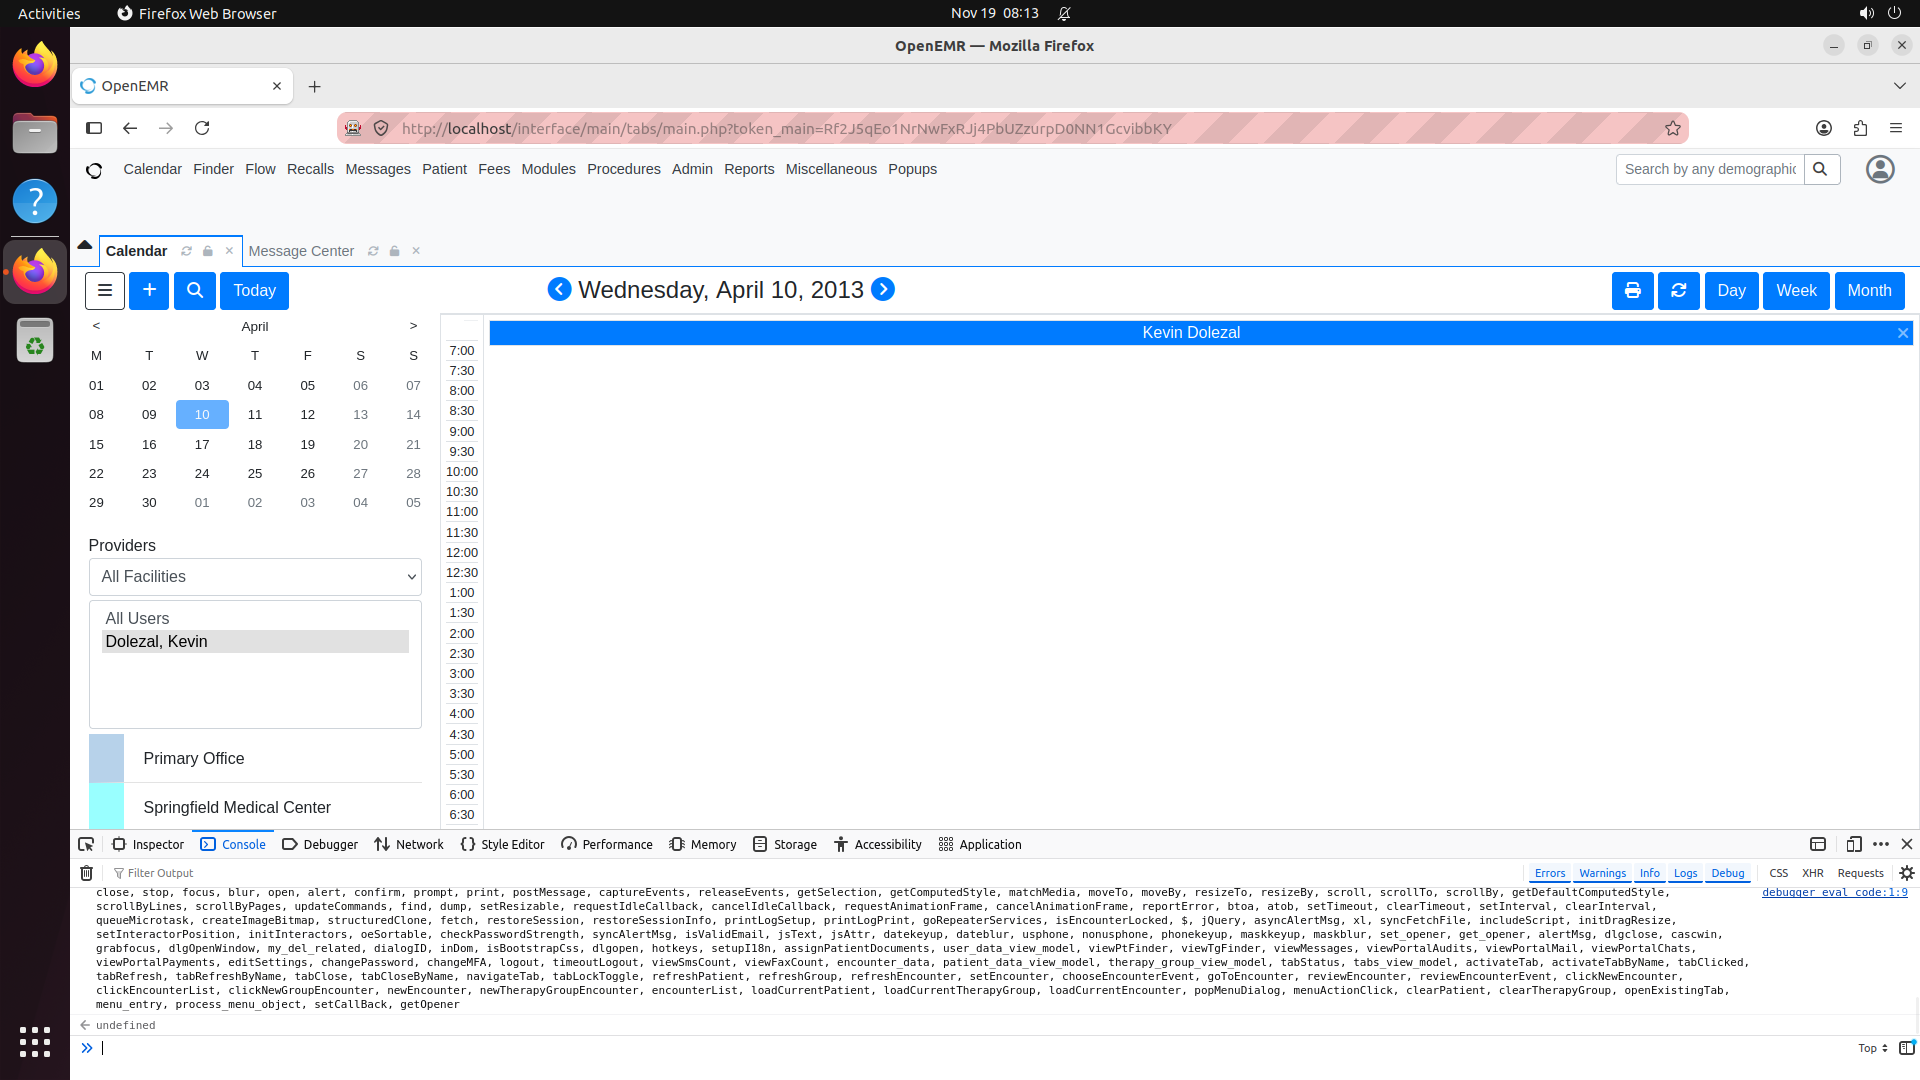 Activities
Firefox Web Browser
Nov 19 08:13
OpenEMR — Mozilla Firefox
OpenEMR
http://localhost/interface/main/tabs/main.php?token_main=Rf2J5qEo1NrNwFxRJj4PbUZzurpD0NN1GcvibbKY
Calendar Finder Flow Recalls Messages Patient Fees Modules Procedures Admin Reports Miscellaneous Popups
Search by any demographic
Calendar
Message Center
Today
Wednesday, April 10, 2013
Day Week Month
< April >
M T W T F S S
01 02 03 04 05 06 07
08 09 10 11 12 13 14
15 16 17 18 19 20 21
22 23 24 25 26 27 28
29 30 01 02 03 04 05
Providers
All Facilities
All Users
Dolezal, Kevin
Primary Office
Springfield Medical Center
Kevin Dolezal
7:00
7:30
8:00
8:30
9:00
9:30
10:00
10:30
11:00
11:30
12:00
12:30
1:00
1:30
2:00
2:30
3:00
3:30
4:00
4:30
5:00
5:30
6:00
6:30
Inspector Console Debugger Network Style Editor Performance Memory Storage Accessibility Application
Filter Output
Errors Warnings Info Logs Debug CSS XHR Requests
close, stop, focus, blur, open, alert, confirm, prompt, print, postMessage, captureEvents, releaseEvents, getSelection, getComputedStyle, matchMedia, moveTo, moveBy, resizeTo, resizeBy, scroll, scrollTo, scrollBy, getDefaultComputedStyle,
debugger eval code:1:9
scrollByLines, scrollByPages, updateCommands, find, dump, setResizable, requestIdleCallback, cancelIdleCallback, requestAnimationFrame, cancelAnimationFrame, reportError, btoa, atob, setTimeout, clearTimeout, setInterval, clearInterval,
queueMicrotask, createImageBitmap, structuredClone, fetch, restoreSession, restoreSessionInfo, printLogSetup, printLogPrint, goRepeaterServices, isEncounterLocked, $, jQuery, asyncAlertMsg, xl, syncFetchFile, includeScript, initDragResize,
setInteractorPosition, initInteractors, oeSortable, checkPasswordStrength, syncAlertMsg, isValidEmail, jsText, jsAttr, datekeyup, dateblur, usphone, nonusphone, phonekeyup, maskkeyup, maskblur, set_opener, get_opener, alertMsg, dlgclose, cascwin,
grabfocus, dlgOpenWindow, my_del_related, dialogID, inDom, isBootstrapCss, dlgopen, hotkeys, setupI18n, assignPatientDocuments, user_data_view_model, viewPtFinder, viewTgFinder, viewMessages, viewPortalAudits, viewPortalMail, viewPortalChats,
viewPortalPayments, editSettings, changePassword, changeMFA, logout, timeoutLogout, viewSmsCount, viewFaxCount, encounter_data, patient_data_view_model, therapy_group_view_model, tabStatus, tabs_view_model, activateTab, activateTabByName, tabClicked,
tabRefresh, tabRefreshByName, tabClose, tabCloseByName, navigateTab, tabLockToggle, refreshPatient, refreshGroup, refreshEncounter, setEncounter, chooseEncounterEvent, goToEncounter, reviewEncounter, reviewEncounterEvent, clickNewEncounter,
clickEncounterList, clickNewGroupEncounter, newEncounter, newTherapyGroupEncounter, encounterList, loadCurrentPatient, loadCurrentTherapyGroup, loadCurrentEncounter, popMenuDialog, menuActionClick, clearPatient, clearTherapyGroup, openExistingTab,
menu_entry, process_menu_object, setCallBack, getOpener
undefined
Top